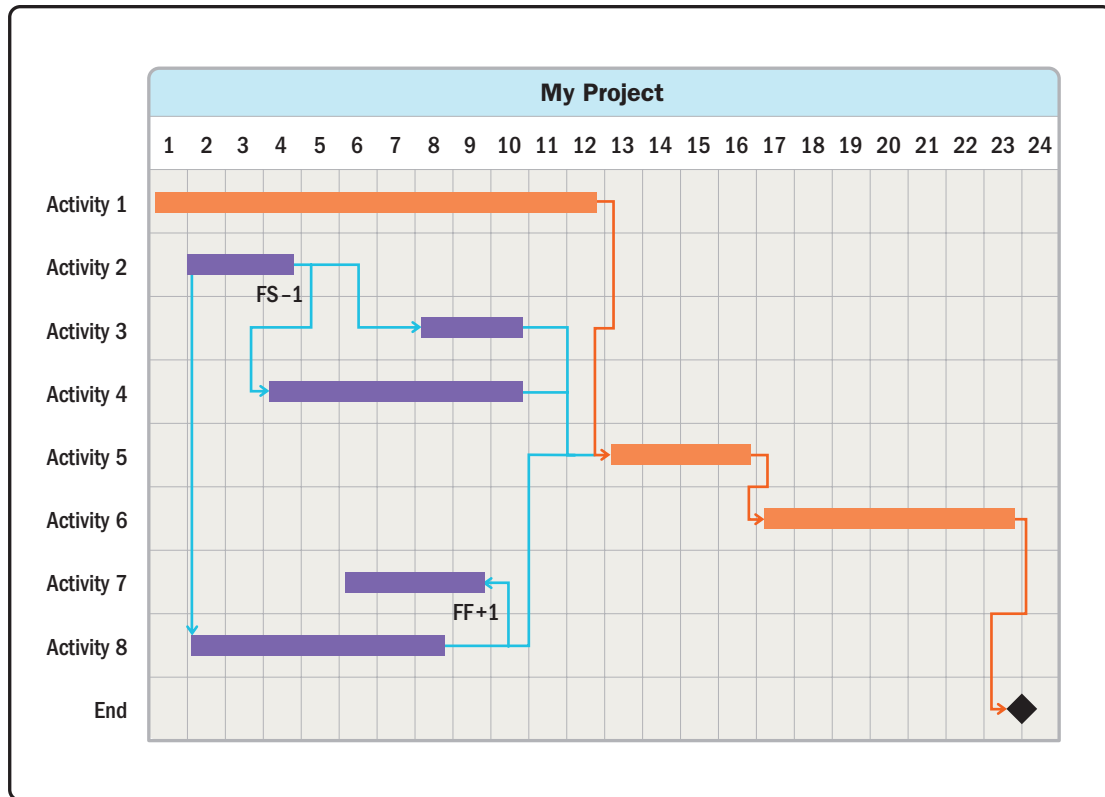 My Project
1 2 3 4 5 6 7 8 9 10 11 12 13 14 15 16 17 18 19 20 21 22 23 24
Activity 1
Activity 2
FS–1
Activity 3
Activity 4
Activity 5
Activity 6
Activity 7
FF+1
Activity 8
End